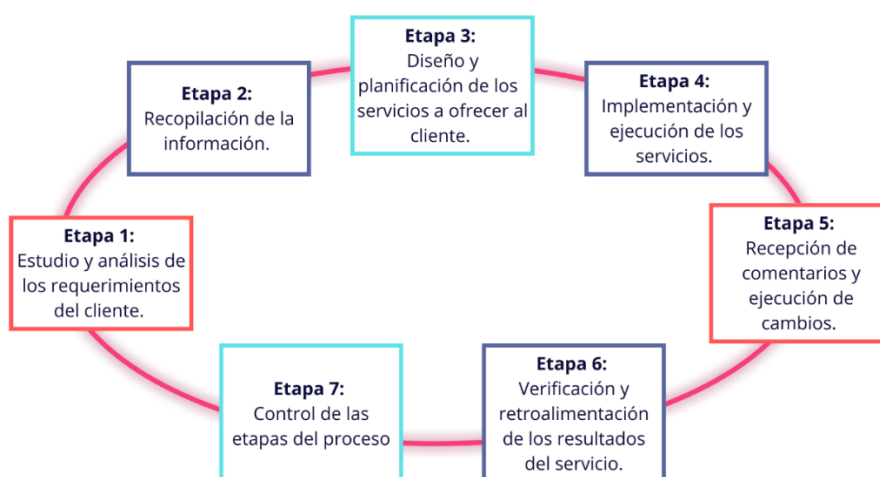 Etapa 1:
Estudio y análisis de
los requerimientos
del cliente.
Etapa 2:
Recopilación de la
información.
Etapa 3:
Diseño y
planificación de los
servicios a ofrecer al
cliente.
Etapa 4:
Implementación y
ejecución de los
servicios.
Etapa 5:
Recepción de
comentarios y
ejecución de
cambios.
Etapa 6:
Verificación y
retroalimentación
de los resultados
del servicio.
Etapa 7:
Control de las
etapas del proceso